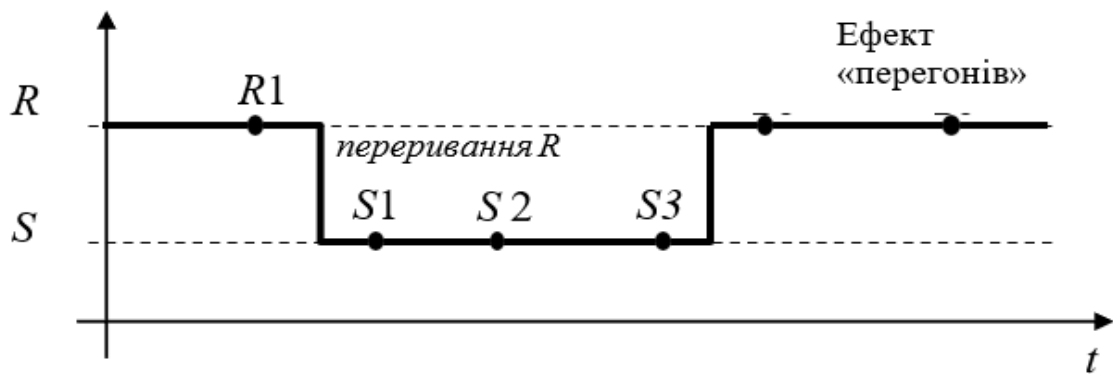 Ефект
«перегонів»
R
R1
переривання R
S
S1
S 2
S3
t